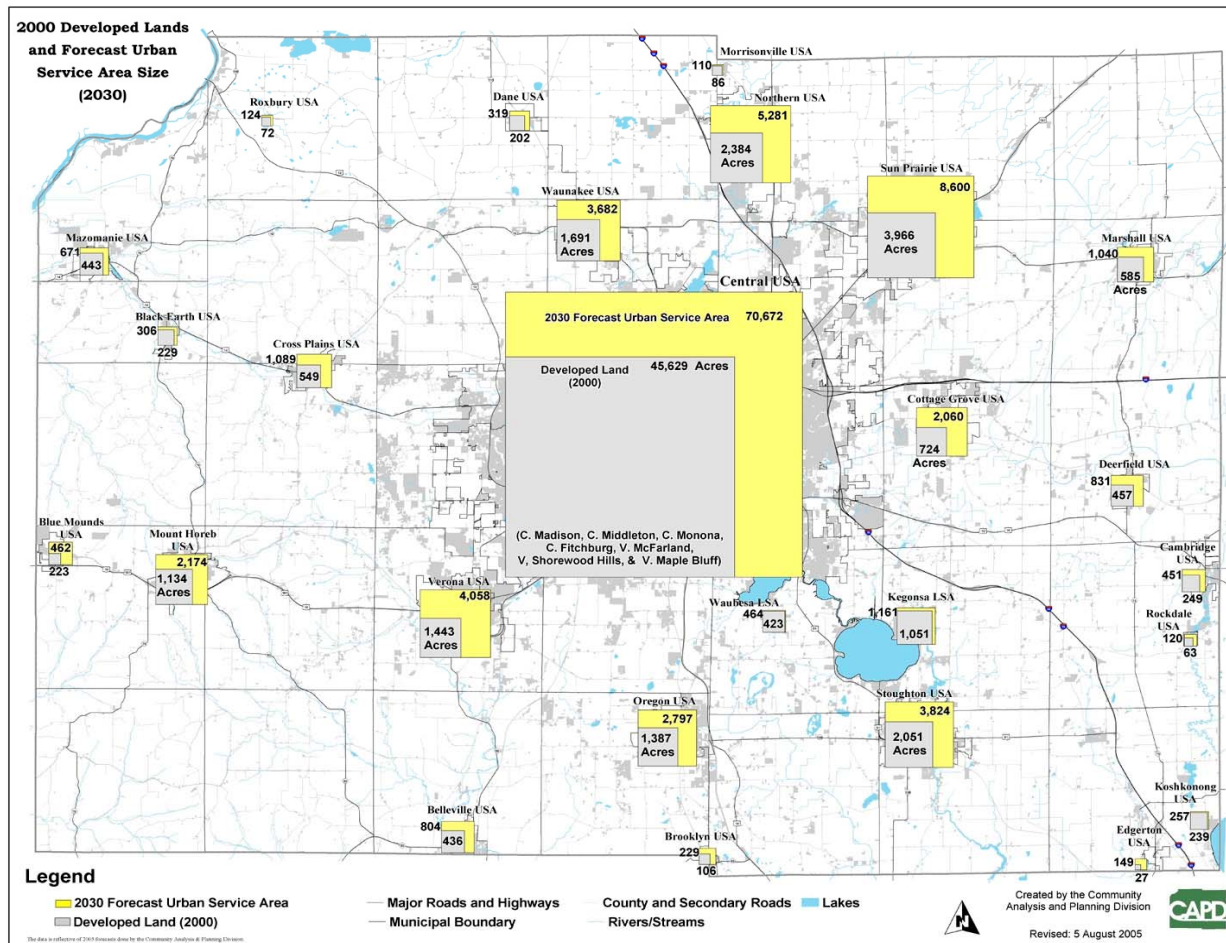 2000 Developed Lands
and Forecast Urban
Service Area Size
(2030)
Morrisonville USA
110
86
Roxbury USA
124
72
Dane USA
319
202
Northern USA
5,281
2,384
Acres
Sun Prairie USA
8,600
3,966
Acres
Waunakee USA
3,682
1,691
Acres
Mazomanie USA
671
443
Marshall USA
1,040
585
Acres
Central USA
2030 Forecast Urban Service Area 70,672
Developed Land 45,629 Acres
(2000)
(C. Madison, C. Middleton, C. Monona,
C. Fitchburg, V. McFarland,
V, Shorewood Hills, & V. Maple Bluff)
Black Earth USA
306
229
Cross Plains USA
1,089
549
Cottage Grove USA
2,060
724
Acres
Deerfield USA
831
457
Blue Mounds
USA
462
223
Mount Horeb
USA
2,174
1,134
Acres
Verona USA
4,058
1,443
Acres
Waubesa LSA
464
423
Kegonsa LSA
1,161
1,051
Cambridge
USA
451
249
Rockdale
USA
120
63
Oregon USA
2,797
1,387
Acres
Stoughton USA
3,824
2,051
Acres
Belleville USA
804
436
Brooklyn USA
229
106
Koshkonong
USA
257
239
Edgerton
USA
149
27
Legend
2030 Forecast Urban Service Area
Developed Land (2000)
Major Roads and Highways
Municipal Boundary
County and Secondary Roads
Rivers/Streams
Lakes
N
Created by the Community
Analysis and Planning Division
Revised: 5 August 2005
CAPD